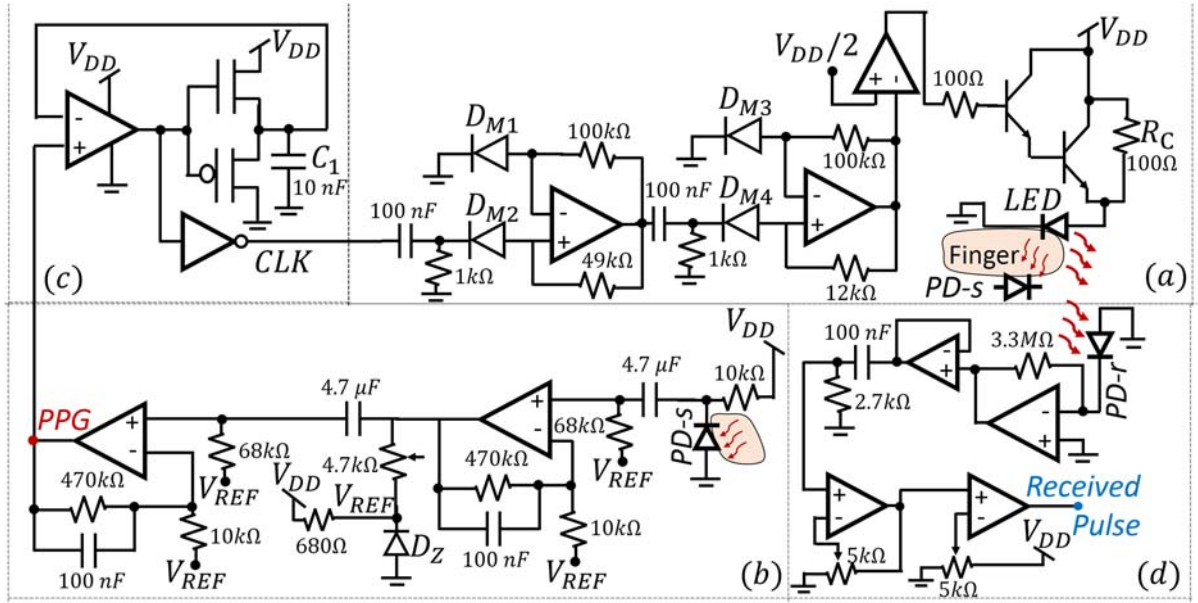 V_DD
V_DD
C_1
10 nF
(c)
CLK
100 nF
1kΩ
D_M1
D_M2
100kΩ
49kΩ
100 nF
1kΩ
D_M3
D_M4
100kΩ
12kΩ
V_DD/2
100Ω
V_DD
R_C
100Ω
LED
Finger
PD-s
(a)
PPG
470kΩ
100 nF
10kΩ
V_REF
68kΩ
V_REF
4.7 μF
4.7kΩ
V_DD
V_REF
680Ω
D_Z
470kΩ
100 nF
10kΩ
V_REF
68kΩ
V_REF
4.7 μF
PD-s
10kΩ
V_DD
(b)
100 nF
2.7kΩ
3.3MΩ
PD-r
5kΩ
5kΩ
V_DD
Received
Pulse
(d)